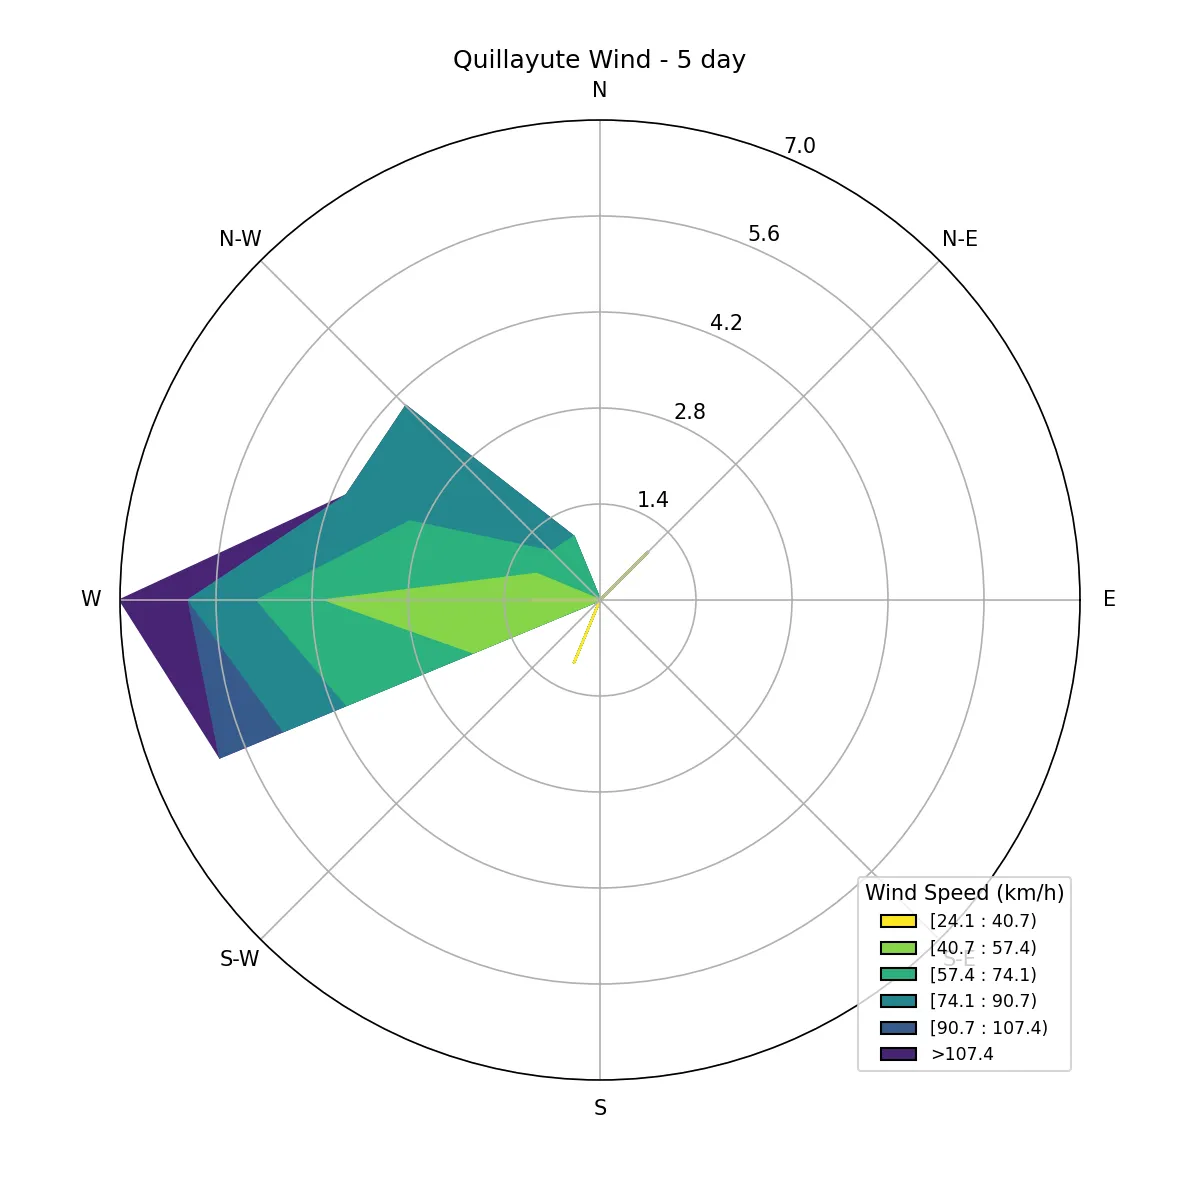 Quillayute Wind - 5 day
N
7.0
5.6
N-W
N-E
4.2
2.8
1.4
W
E
S-W
S-E
S
Wind Speed (km/h)
[24.1 : 40.7)
[40.7 : 57.4)
[57.4 : 74.1)
[74.1 : 90.7)
[90.7 : 107.4)
>107.4